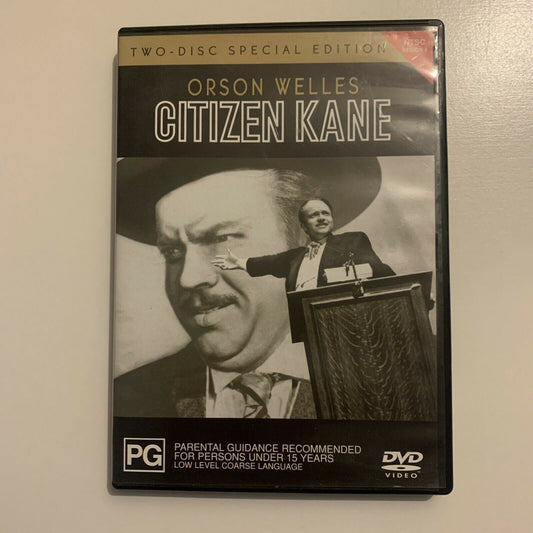 TWO-DISC SPECIAL EDITION
NTSC
ORSON WELLES
CITIZEN KANE
PG
PARENTAL GUIDANCE RECOMMENDED
FOR PERSONS UNDER 15 YEARS
LOW LEVEL COARSE LANGUAGE
DVD
VIDEO